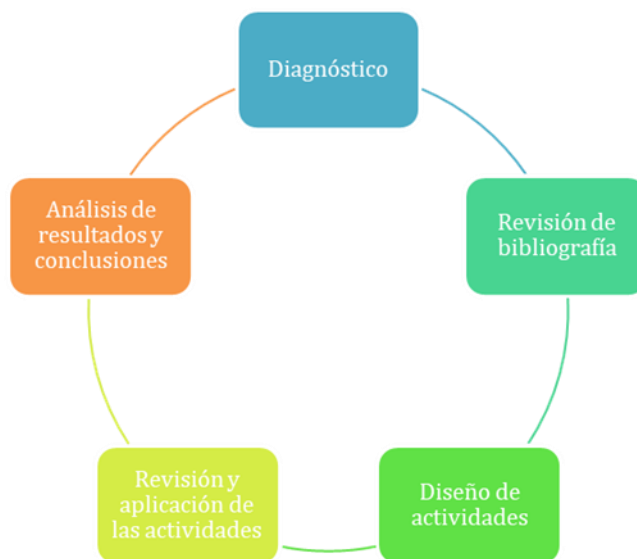 Diagnóstico
Revisión de
bibliografía
Diseño de
actividades
Revisión y
aplicación de
las actividades
Análisis de
resultados y
conclusiones